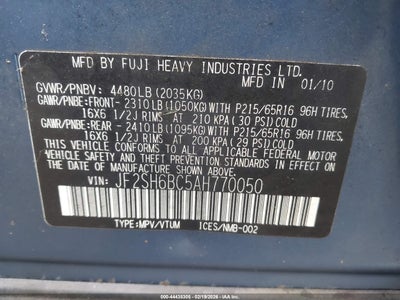 MFD BY FUJI HEAVY INDUSTRIES LTD.
MFD IN 01/10
GVWR/PNBV: 4480LB (2035KG)
GAWR/PNBE: FRONT- 2310LB (1050KG) WITH P215/65R16 96H TIRES,
16X6 1/2J RIMS AT 210 KPA (30 PSI) COLD
GAWR/PNBE: REAR - 2410LB (1095KG) WITH P215/65R16 96H TIRES,
16X6 1/2J RIMS AT 200 KPA (29 PSI) COLD
THIS VEHICLE CONFORMS TO ALL APPLICABLE FEDERAL MOTOR VEHICLE SAFETY, BUMPER, AND THEFT PREVENTION STANDARDS IN EFFECT ON THE DATE OF MANUFACTURE SHOWN ABOVE.
VIN: JF2SH6BC5AH770050
TYPE:MPV/VTUM ICES/NMB-002
000-44438308 - 02/19/2026 -